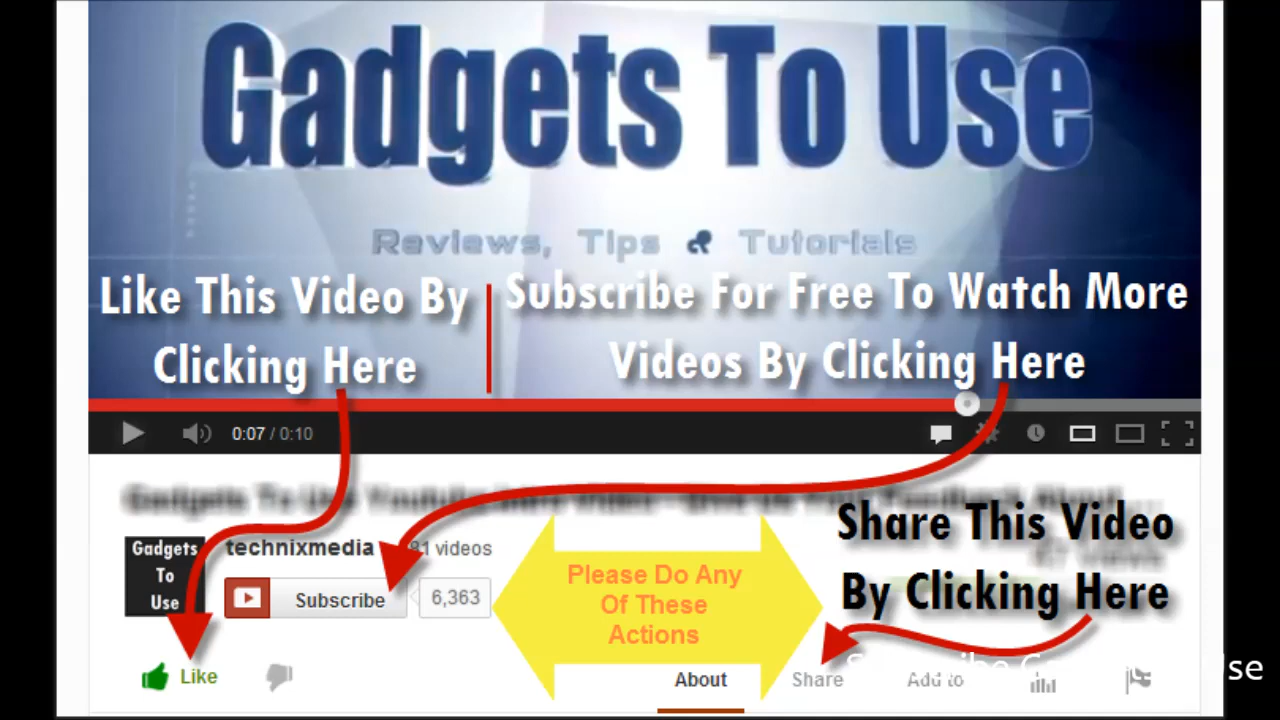 Gadgets To Use
Reviews, Tips & Tutorials
Like This Video By
Clicking Here
Subscribe For Free To Watch More
Videos By Clicking Here
0:07 / 0:10
Share This Video
By Clicking Here
Gadgets
To
Use
technixmedia
81 videos
Subscribe
6,363
Please Do Any
Of These
Actions
Like
About
Share
Add to
Use